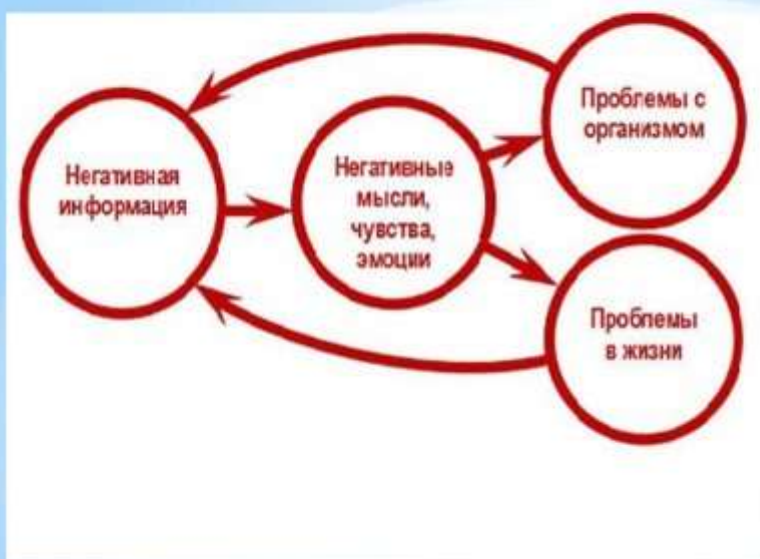 Негативная
информация
Негативные
мысли,
чувства,
эмоции
Проблемы с
организмом
Проблемы
в жизни